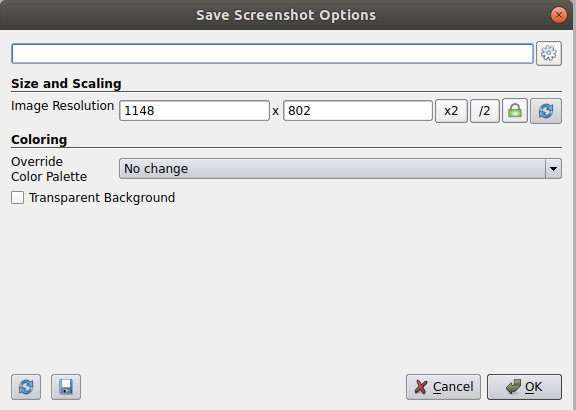 Save Screenshot Options
Size and Scaling
Image Resolution 1148 x 802 x2 /2
Coloring
Override
Color Palette No change
Transparent Background
Cancel OK